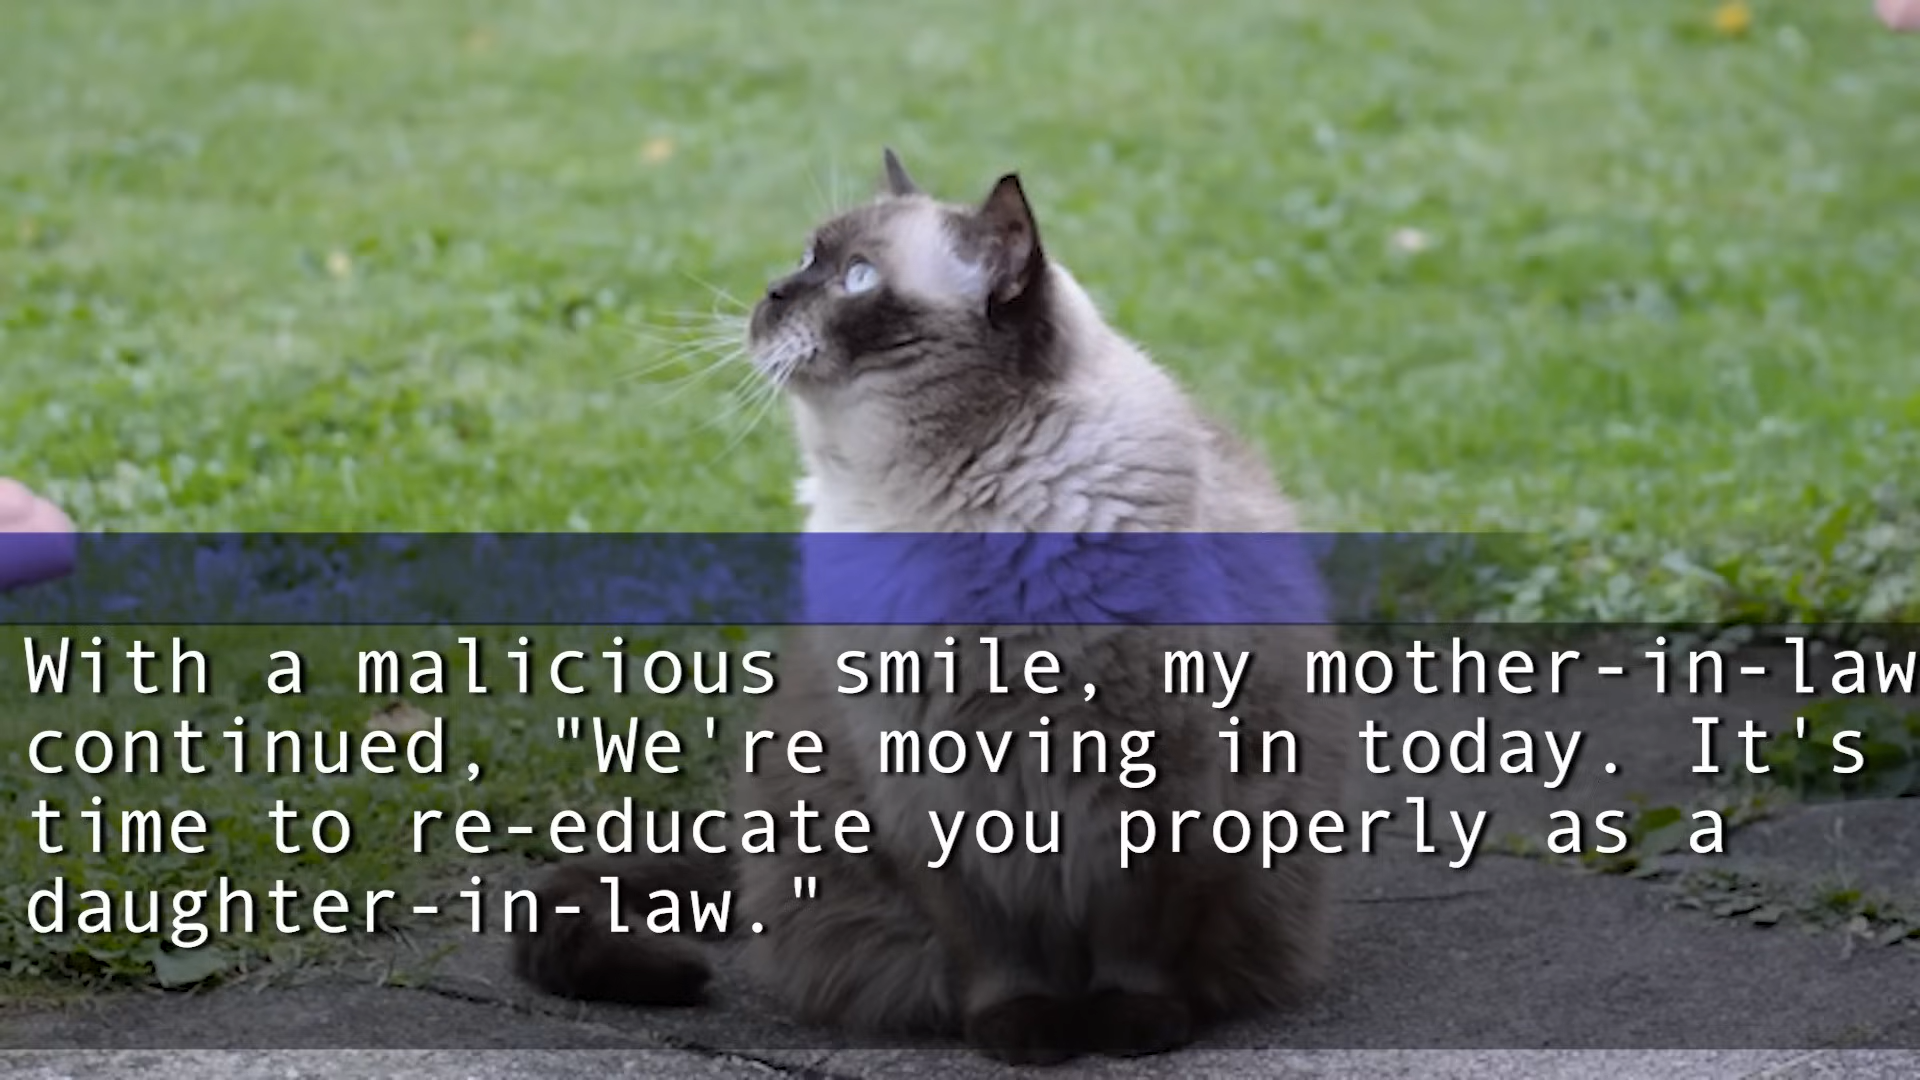 With a malicious smile, my mother-in-law
continued, "We're moving in today. It's
time to re-educate you properly as a
daughter-in-law."